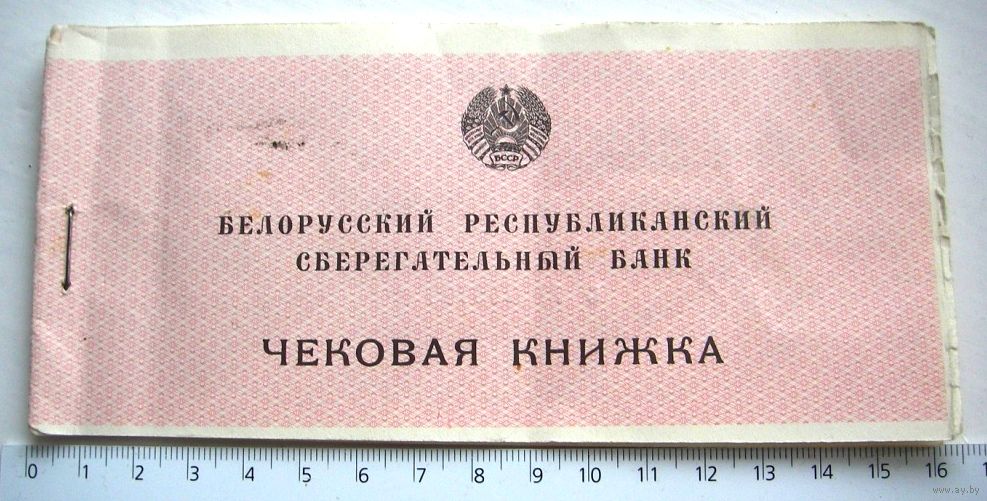 БССР
БЕЛОРУССКИЙ РЕСПУБЛИКАНСКИЙ
СБЕРЕГАТЕЛЬНЫЙ БАНК
ЧЕКОВАЯ КНИЖКА
0 1 2 3 4 5 6 7 8 9 10 11 12 13 14 15 16
www.ay.by